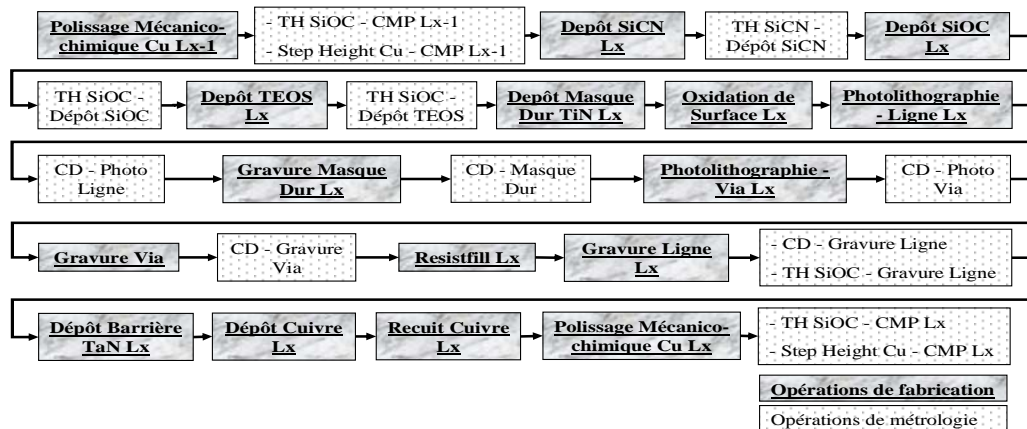 Polissage Mécanico-
chimique Cu Lx-1
- TH SiOC - CMP Lx-1
- Step Height Cu - CMP Lx-1
Depôt SiCN
Lx
TH SiCN -
Dépôt SiCN
Depôt SiOC
Lx
TH SiOC -
Dépôt SiOC
Depôt TEOS
Lx
TH SiOC -
Dépôt TEOS
Depôt Masque
Dur TiN Lx
Oxidation de
Surface Lx
Photolithographie
- Ligne Lx
CD - Photo
Ligne
Gravure Masque
Dur Lx
CD - Masque
Dur
Photolithographie -
Via Lx
CD - Photo
Via
Gravure Via
CD - Gravure
Via
Resistfill Lx
Gravure Ligne
Lx
- CD - Gravure Ligne
- TH SiOC - Gravure Ligne
Dépôt Barrière
TaN Lx
Dépôt Cuivre
Lx
Recuit Cuivre
Lx
Polissage Mécanico-
chimique Cu Lx
- TH SiOC - CMP Lx
- Step Height Cu - CMP Lx
Opérations de fabrication
Opérations de métrologie